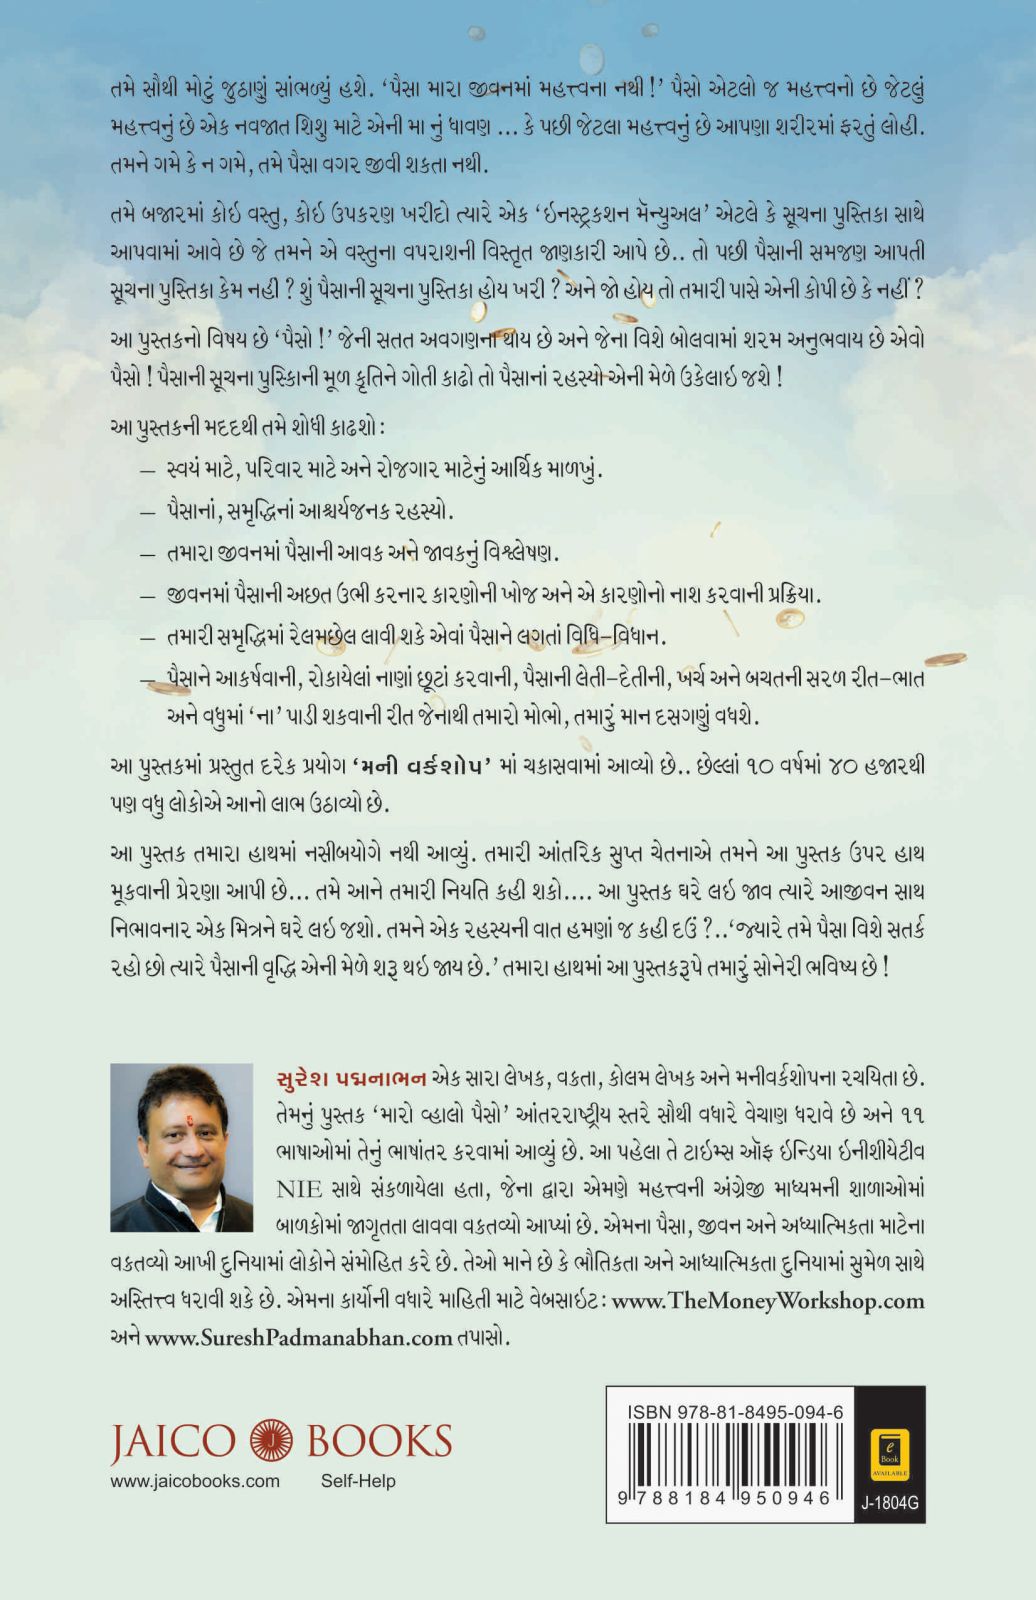 તમે સૌથી મોટું જુઠાણું સાંભળ્યું હશે. ‘પૈસા મારા જીવનમાં મહત્ત્વના નથી !’ પૈસો એટલો જ મહત્ત્વનો છે જેટલું
મહત્ત્વનું છે એક નવજાત શિશુ માટે એની મા નું ધાવણ ... કે પછી જેટલા મહત્ત્વનું છે આપણા શરીરમાં ફરતું લોહી.
તમને ગમે કે ન ગમે, તમે પૈસા વગર જીવી શકતા નથી.
તમે બજારમાં કોઇ વસ્તુ, કોઇ ઉપકરણ ખરીદો ત્યારે એક ‘ઇનસ્ટ્રકશન મૅન્યુઅલ’ એટલે કે સૂચના પુસ્તિકા સાથે
આપવામાં આવે છે જે તમને એ વસ્તુના વપરાશની વિસ્તૃત જાણકારી આપે છે.. તો પછી પૈસાની સમજણ આપતી
સૂચના પુસ્તિકા કેમ નહીં ? શું પૈસાની સૂચના પુસ્તિકા હોય ખરી ? અને જો હોય તો તમારી પાસે એની કોપી છે કે નહીં ?
આ પુસ્તકનો વિષય છે ‘પૈસો !’ જેની સતત અવગણના થાય છે અને જેના વિશે બોલવામાં શરમ અનુભવાય છે એવો
પૈસો ! પૈસાની સૂચના પુસ્કિાની મૂળ કૃતિને ગોતી કાઢો તો પૈસાનાં રહસ્યો એની મેળે ઉકેલાઇ જશે !
આ પુસ્તકની મદદથી તમે શોધી કાઢશો :
– સ્વયં માટે, પરિવાર માટે અને રોજગાર માટેનું આર્થિક માળખું.
– પૈસાનાં, સમૃદ્ધિનાં આશ્ચર્યજનક રહસ્યો.
– તમારા જીવનમાં પૈસાની આવક અને જાવકનું વિશ્લેષણ.
– જીવનમાં પૈસાની અછત ઉભી કરનાર કારણોની ખોજ અને એ કારણોનો નાશ કરવાની પ્રક્રિયા.
– તમારી સમૃદ્ધિમાં રેલમછેલ લાવી શકે એવાં પૈસાને લગતાં વિધિ–વિધાન.
– પૈસાને આકર્ષવાની, રોકાયેલાં નાણાં છૂટાં કરવાની, પૈસાની લેતી–દેતીની, ખર્ચ અને બચતની સરળ રીત–ભાત
અને વધુમાં ‘ના’ પાડી શકવાની રીત જેનાથી તમારો મોભો, તમારું માન દસગણું વધશે.
આ પુસ્તકમાં પ્રસ્તુત દરેક પ્રયોગ ‘મની વર્કશોપ’ માં ચકાસવામાં આવ્યો છે.. છેલ્લાં ૧૦ વર્ષમાં ૪૦ હજારથી
પણ વધુ લોકોએ આનો લાભ ઉઠાવ્યો છે.
આ પુસ્તક તમારા હાથમાં નસીબયોગે નથી આવ્યું. તમારી આંતરિક સુપ્ત ચેતનાએ તમને આ પુસ્તક ઉપર હાથ
મૂકવાની પ્રેરણા આપી છે... તમે આને તમારી નિયતિ કહી શકો.... આ પુસ્તક ઘરે લઇ જાવ ત્યારે આજીવન સાથ
નિભાવનાર એક મિત્રને ઘરે લઇ જશો. તમને એક રહસ્યની વાત હમણાં જ કહી દઉં ?..‘જ્યારે તમે પૈસા વિશે સતર્ક
રહો છો ત્યારે પૈસાની વૃદ્ધિ એની મેળે શરૂ થઇ જાય છે.’ તમારા હાથમાં આ પુસ્તકરૂપે તમારું સોનેરી ભવિષ્ય છે !
સુરેશ પદ્મનાભન એક સારા લેખક, વક્તા, કોલમ લેખક અને મનીવર્કશોપના રચયિતા છે.
તેમનું પુસ્તક ‘મારો વ્હાલો પૈસો’ આંતરરાષ્ટ્રીય સ્તરે સૌથી વધારે વેચાણ ધરાવે છે અને ૧૧
ભાષાઓમાં તેનું ભાષાંતર કરવામાં આવ્યું છે. આ પહેલા તે ટાઇમ્સ ઑફ ઇન્ડિયા ઇનીશીયેટીવ
NIE સાથે સંકળાયેલા હતા, જેના દ્વારા એમણે મહત્ત્વની અંગ્રેજી માધ્યમની શાળાઓમાં
બાળકોમાં જાગૃતતા લાવવા વક્તવ્યો આપ્યાં છે. એમના પૈસા, જીવન અને અધ્યાત્મિકતા માટેના
વક્તવ્યો આખી દુનિયામાં લોકોને સંમોહિત કરે છે. તેઓ માને છે કે ભૌતિકતા અને આધ્યાત્મિકતા દુનિયામાં સુમેળ સાથે
અસ્તિત્ત્વ ધરાવી શકે છે. એમના કાર્યોની વધારે માહિતી માટે વેબસાઇટ : www.TheMoneyWorkshop.com
અને www.SureshPadmanabhan.com તપાસો.
JAICO J BOOKS
www.jaicobooks.com Self-Help
ISBN 978-81-8495-094-6
9 788184 950946
e
Book
AVAILABLE
J-1804G